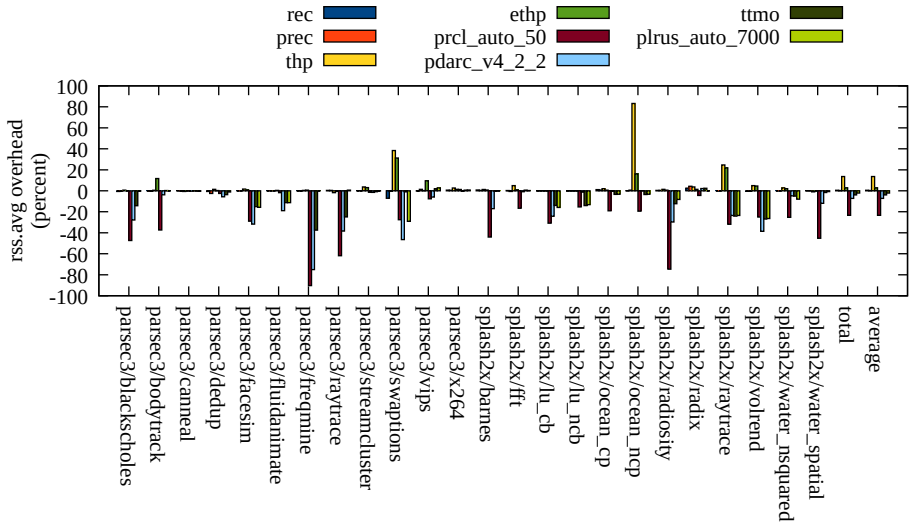 rec
prec
thp
ethp
prcl_auto_50
pdarc_v4_2_2
ttmo
plrus_auto_7000
rss.avg overhead
(percent)
100
80
60
40
20
0
-20
-40
-60
-80
-100
parsec3/blackscholes
parsec3/bodytrack
parsec3/canneal
parsec3/dedup
parsec3/facesim
parsec3/fluidanimate
parsec3/freqmine
parsec3/raytrace
parsec3/streamcluster
parsec3/swaptions
parsec3/vips
parsec3/x264
splash2x/barnes
splash2x/fft
splash2x/lu_cb
splash2x/lu_ncb
splash2x/ocean_cp
splash2x/ocean_ncp
splash2x/radiosity
splash2x/radix
splash2x/raytrace
splash2x/volrend
splash2x/water_nsquared
splash2x/water_spatial
total
average